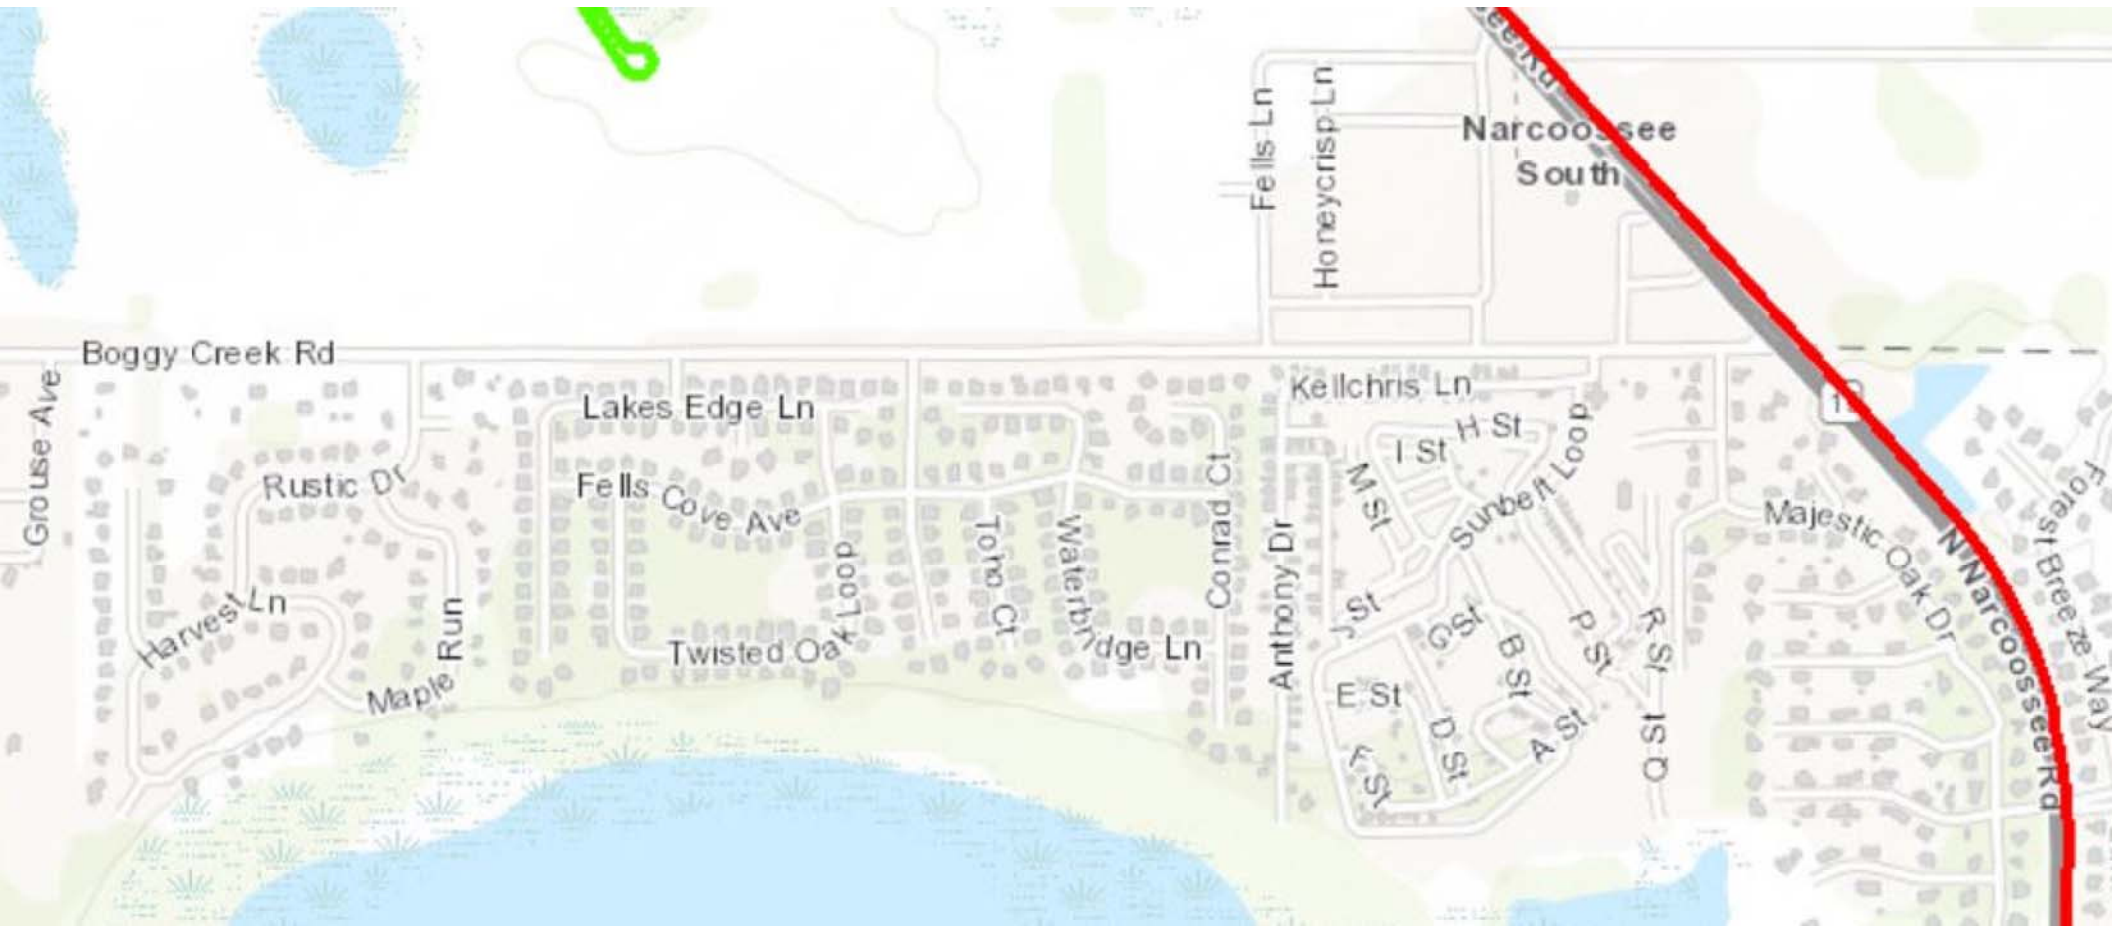 Fells Ln
Honeycrisp Ln
Narcoossee
South
Boggy Creek Rd
Grouse Ave
Lakes Edge Ln
Kellchris Ln
Rustic Dr
Fells Cove Ave
H St
I St
M St
Sunbelt Loop
Conrad Ct
Anthony Dr
Majestic Oak Dr
Forest Breeze Way
N Narcoossee Rd
Waterbridge Ln
Twisted Oak Loop
Harvest Ln
Maple Run
J St
G St
B St
P St
R St
E St
D St
A St
F St
Q St